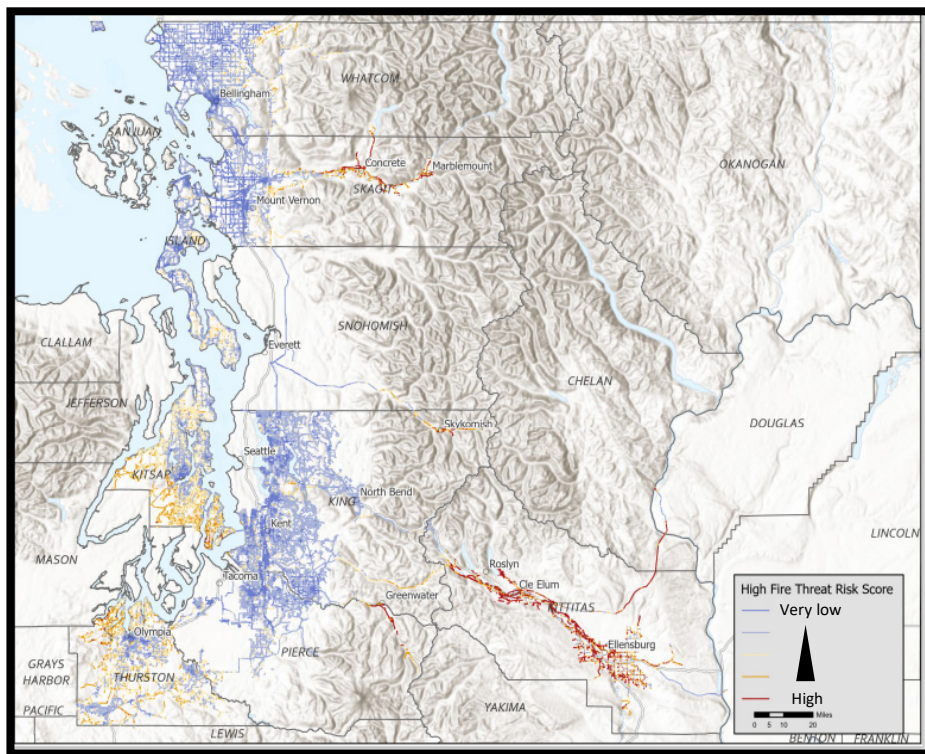 WHATCOM
Bellingham
SAN JUAN
OKANOGAN
Concrete
Marblemount
SKAGIT
Mount Vernon
ISLAND
SNOHOMISH
CLALLAM
Everett
CHELAN
JEFFERSON
DOUGLAS
Skykomish
Seattle
KITSAP
North Bend
KING
Kent
LINCOLN
MASON
Roslyn
Tacoma
Cle Elum
Greenwater
KITTITAS
High Fire Threat Risk Score
Very low
High
0 5 10 20 Miles
Olympia
Ellensburg
PIERCE
GRAYS
HARBOR
THURSTON
PACIFIC
YAKIMA
LEWIS
BENTON
FRANKLIN